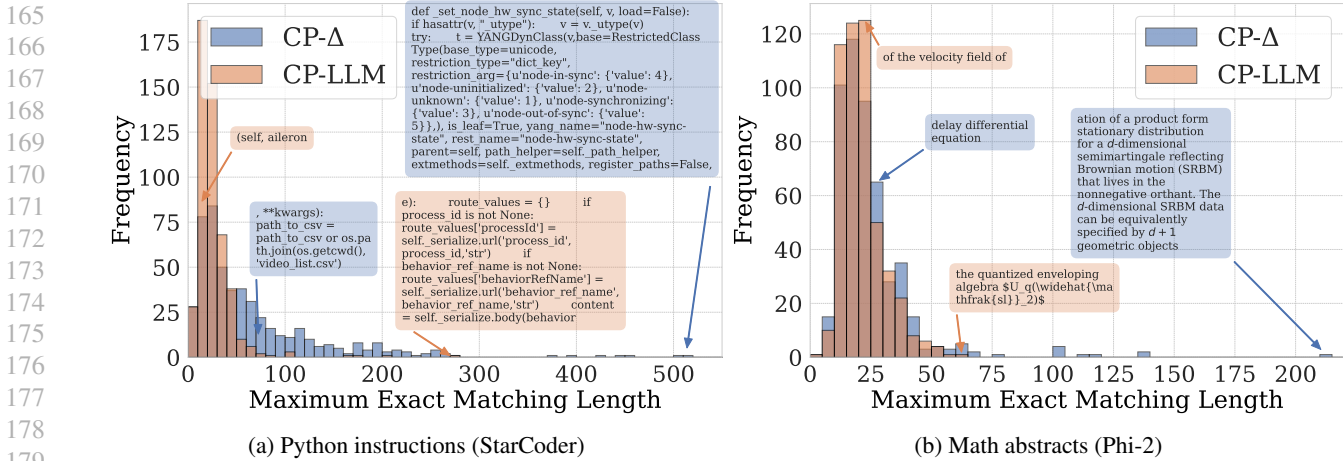 165
166
167
168
169
170
171
172
173
174
175
176
177
178
179
CP-Δ
CP-LLM
def _set_node_hw_sync_state(self, v, load=False):
if hasattr(v, "_utype"): v = v._utype(v)
try: t = YANGDynClass(v,base=RestrictedClass
Type(base_type=unicode,
restriction_type="dict_key",
restriction_arg={u'node-in-sync': {'value': 4},
u'node-uninitialized': {'value': 2}, u'node-
unknown': {'value': 1}, u'node-synchronizing':
{'value': 3}, u'node-out-of-sync': {'value':
5}},), is_leaf=True, yang_name="node-hw-sync-
state", rest_name="node-hw-sync-state",
parent=self, path_helper=self._path_helper,
extmethods=self._extmethods, register_paths=False,
(self, aileron
, **kwargs):
path_to_csv =
path_to_csv or os.pa
th.join(os.getcwd(),
'video_list.csv')
e): route_values = {} if
process_id is not None:
route_values['processId'] =
self._serialize.url('process_id',
process_id,'str') if
behavior_ref_name is not None:
route_values['behaviorRefName'] =
self._serialize.url('behavior_ref_name',
behavior_ref_name,'str') content
= self._serialize.body(behavior
Frequency
175
150
125
100
75
50
25
0
0 100 200 300 400 500
Maximum Exact Matching Length
(a) Python instructions (StarCoder)
CP-Δ
CP-LLM
of the velocity field of
delay differential
equation
ation of a product form
stationary distribution
for a d-dimensional
semimartingale reflecting
Brownian motion (SRBM)
that lives in the
nonnegative orthant. The
d-dimensional SRBM data
can be equivalently
specified by d + 1
geometric objects
the quantized enveloping
algebra $U_q(\widehat{\ma
thfrak{sl}}_2)$
Frequency
120
100
80
60
40
20
0
0 25 50 75 100 125 150 175 200
Maximum Exact Matching Length
(b) Math abstracts (Phi-2)